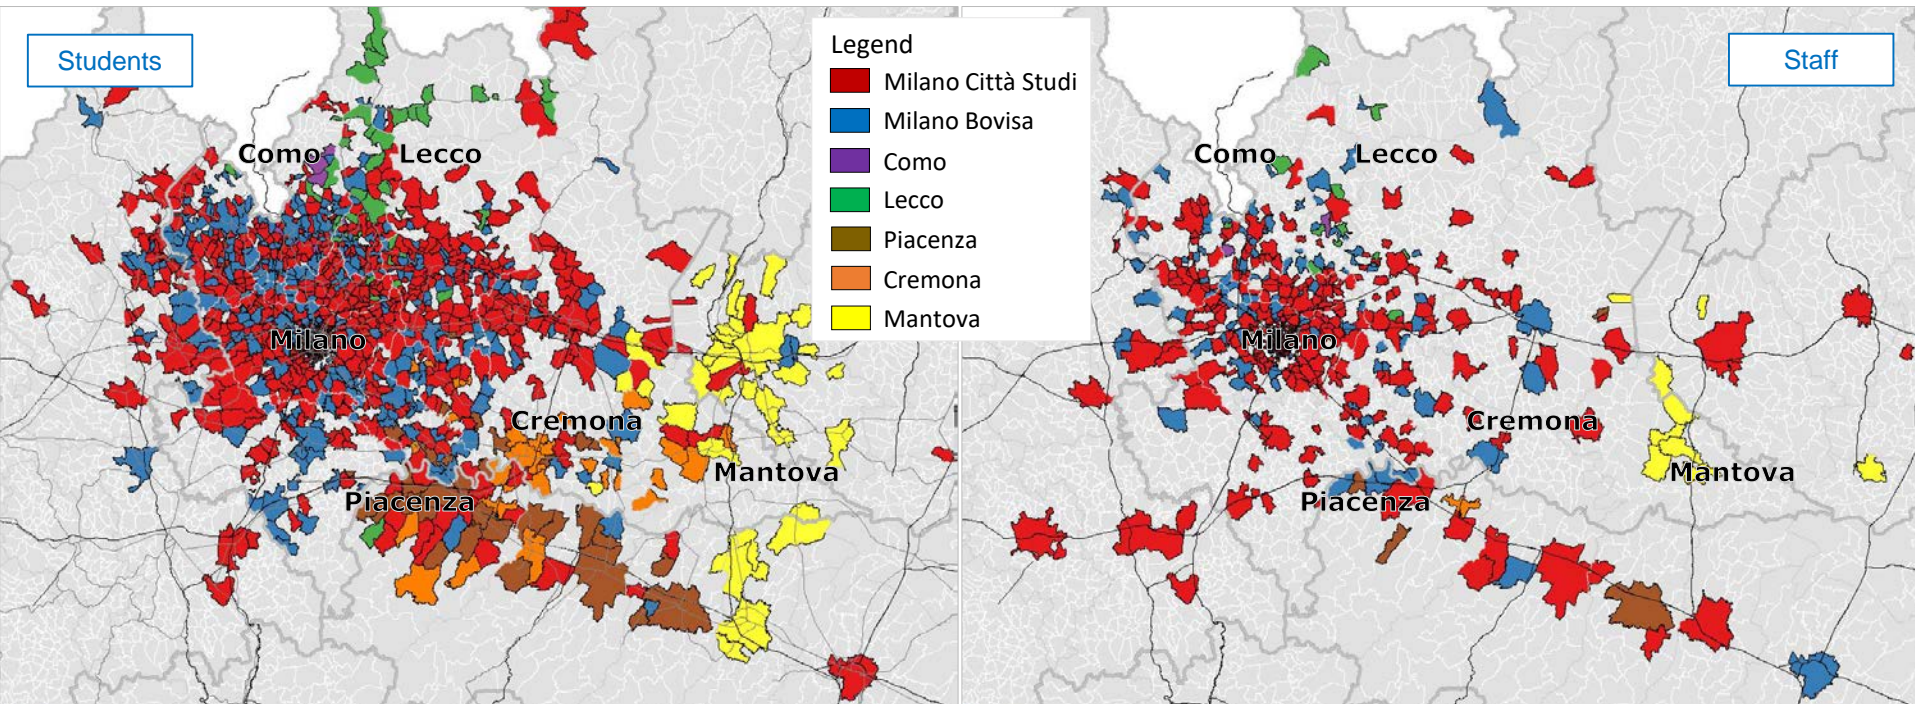 Students
Legend
Milano Città Studi
Milano Bovisa
Como
Lecco
Piacenza
Cremona
Mantova
Staff
Como
Lecco
Milano
Cremona
Mantova
Piacenza
Como
Lecco
Milano
Cremona
Mantova
Piacenza